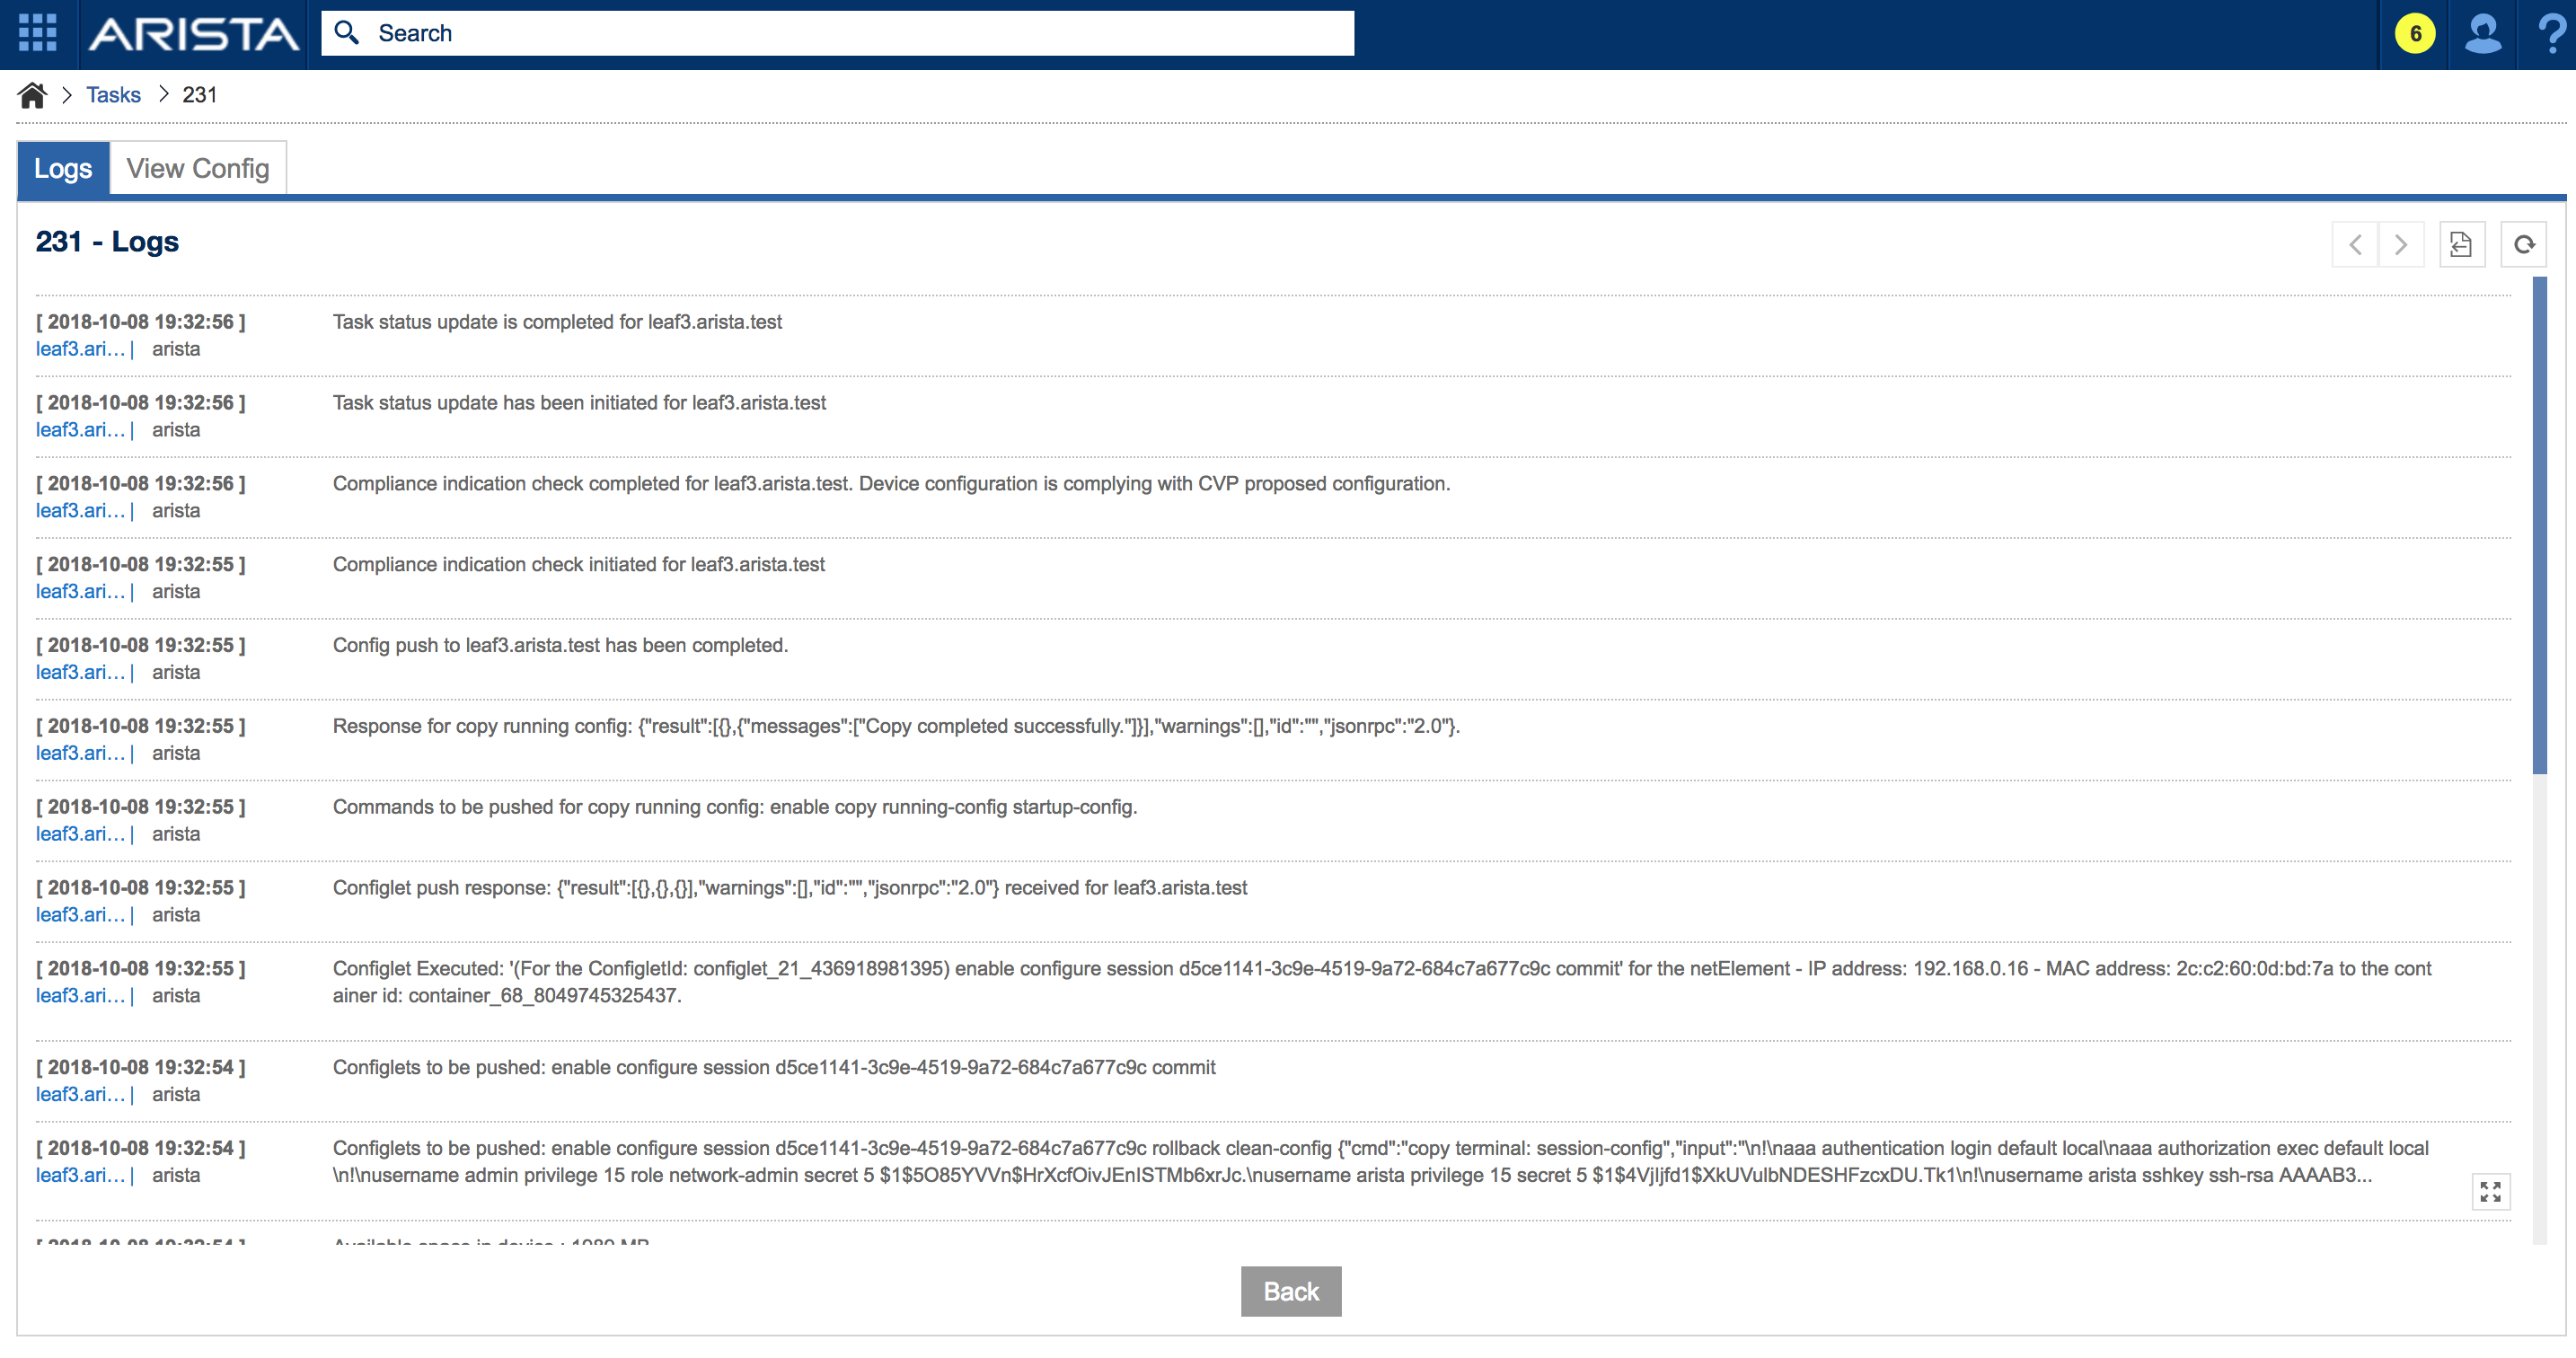 ARISTA
Search
6
?
> Tasks > 231
Logs
View Config
231 - Logs
[ 2018-10-08 19:32:56 ] Task status update is completed for leaf3.arista.test
leaf3.ari... | arista
[ 2018-10-08 19:32:56 ] Task status update has been initiated for leaf3.arista.test
leaf3.ari... | arista
[ 2018-10-08 19:32:56 ] Compliance indication check completed for leaf3.arista.test. Device configuration is complying with CVP proposed configuration.
leaf3.ari... | arista
[ 2018-10-08 19:32:55 ] Compliance indication check initiated for leaf3.arista.test
leaf3.ari... | arista
[ 2018-10-08 19:32:55 ] Config push to leaf3.arista.test has been completed.
leaf3.ari... | arista
[ 2018-10-08 19:32:55 ] Response for copy running config: {"result":[{},{"messages":["Copy completed successfully."]}],"warnings":[],"id":"","jsonrpc":"2.0"}.
leaf3.ari... | arista
[ 2018-10-08 19:32:55 ] Commands to be pushed for copy running config: enable copy running-config startup-config.
leaf3.ari... | arista
[ 2018-10-08 19:32:55 ] Configlet push response: {"result":[{},{},{}],"warnings":[],"id":"","jsonrpc":"2.0"} received for leaf3.arista.test
leaf3.ari... | arista
[ 2018-10-08 19:32:55 ] Configlet Executed: '(For the ConfigletId: configlet_21_436918981395) enable configure session d5ce1141-3c9e-4519-9a72-684c7a677c9c commit' for the netElement - IP address: 192.168.0.16 - MAC address: 2c:c2:60:0d:bd:7a to the cont
leaf3.ari... | arista ainer id: container_68_8049745325437.
[ 2018-10-08 19:32:54 ] Configlets to be pushed: enable configure session d5ce1141-3c9e-4519-9a72-684c7a677c9c commit
leaf3.ari... | arista
[ 2018-10-08 19:32:54 ] Configlets to be pushed: enable configure session d5ce1141-3c9e-4519-9a72-684c7a677c9c rollback clean-config {"cmd":"copy terminal: session-config","input":"\n!\naaa authentication login default local\naaa authorization exec default local
leaf3.ari... | arista \n!\nusername admin privilege 15 role network-admin secret 5 $1$5O85YVVn$HrXcfOivJEnISTMb6xrJc.\nusername arista privilege 15 secret 5 $1$4VjIjfd1$XkUVulbNDESHFzcxDU.Tk1\n!\nusername arista sshkey ssh-rsa AAAAB3...
[ 2018-10-08 19:32:54 ] Available space in device : 1989 MB
Back